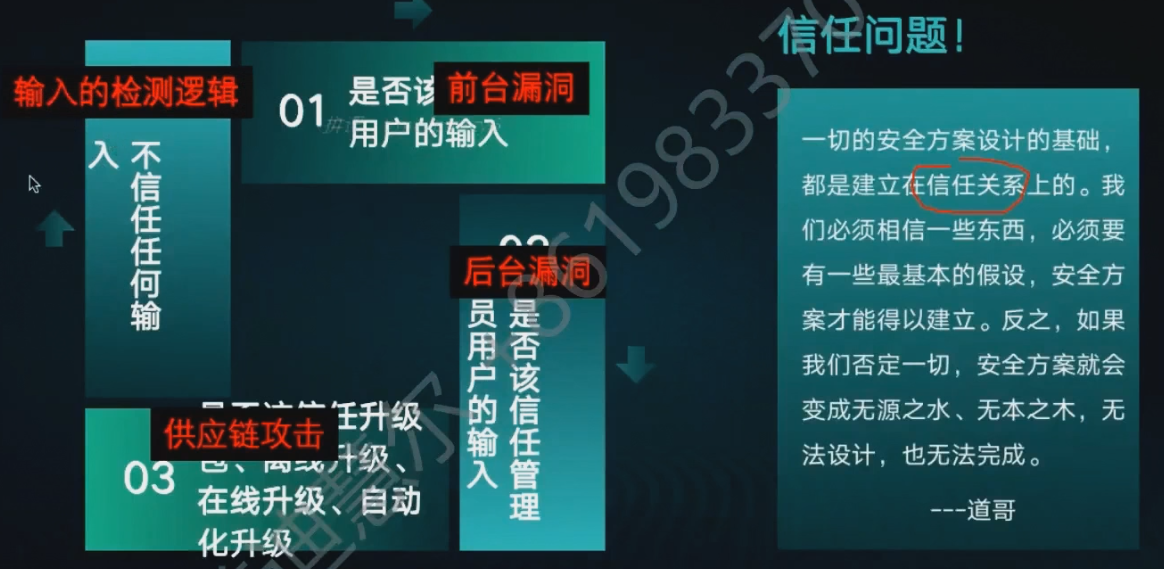 信任问题!
输入的检测逻辑
不信任任何输
入
01
是否该
用户的输入
前台漏洞
02
后台漏洞
是否该信任管理
员用户的输入
供应链攻击
03
任升级
包、离线升级、
在线升级、自动
化升级
一切的安全方案设计的基础，
都是建立在信任关系上的。我
们必须相信一些东西，必须要
有一些最基本的假设，安全方
案才能得以建立。反之，如果
我们否定一切，安全方案就会
变成无源之水、无本之木，无
法设计，也无法完成。
---道哥
迪慧尔 +861983370